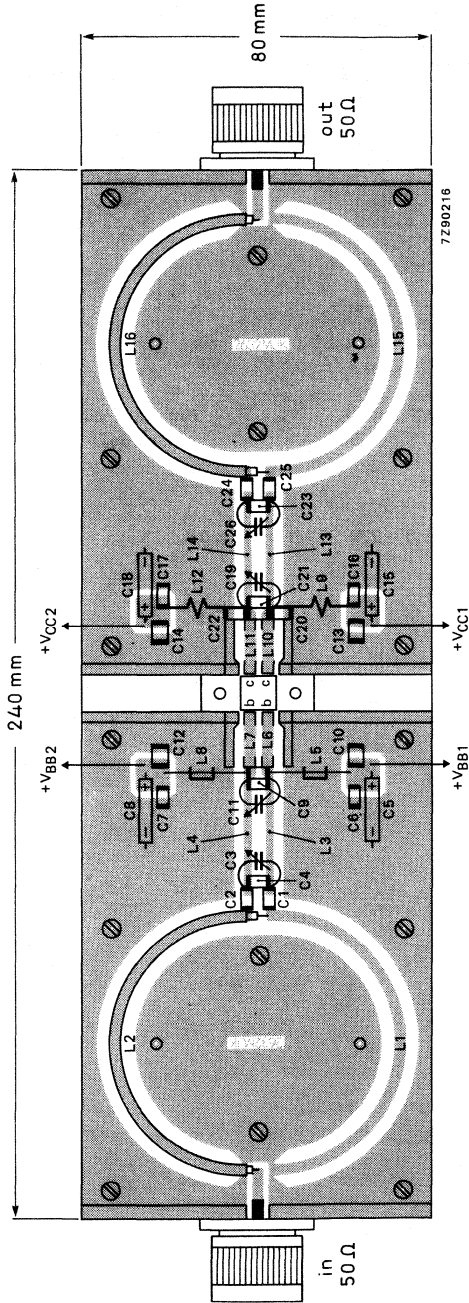 240 mm
80 mm
+VBB2
+VCC2
C8
C12
C18
C7
C14
C17
L2
L8
L12
L16
L4
C3
C11
C22
C19
L14
C26
C24
C2
L7
b
c
L11
C1
L6
b
c
L10
C25
C4
C9
C20
C21
C23
L3
L5
L9
L13
C6
C10
C13
C16
C5
C15
L1
L15
+VBB1
+VCC1
in
50Ω
out
50Ω
7Z90216